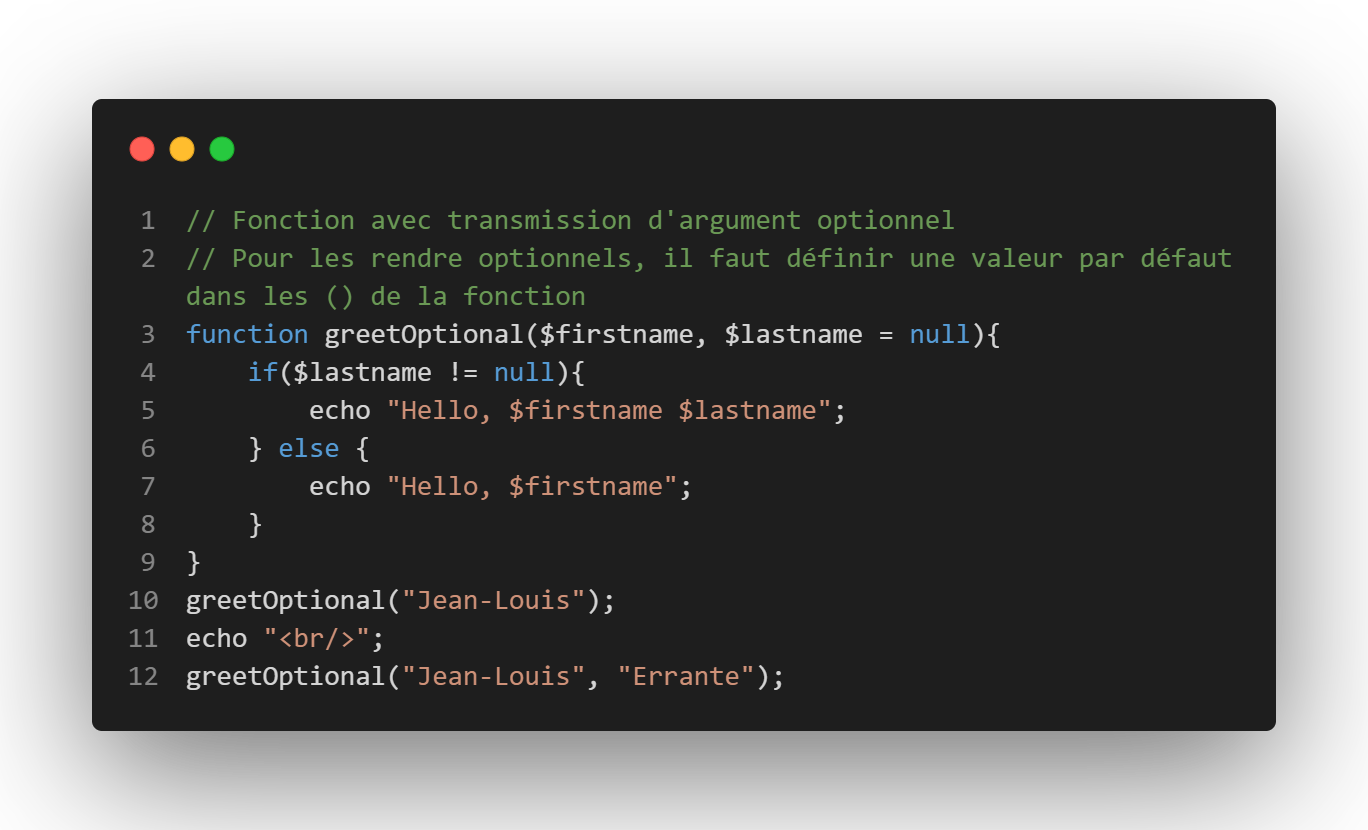 1 // Fonction avec transmission d'argument optionnel
2 // Pour les rendre optionnels, il faut définir une valeur par défaut
dans les () de la fonction
3 function greetOptional($firstname, $lastname = null){
4     if($lastname != null){
5         echo "Hello, $firstname $lastname";
6     } else {
7         echo "Hello, $firstname";
8     }
9 }
10 greetOptional("Jean-Louis");
11 echo "<br/>";
12 greetOptional("Jean-Louis", "Errante");